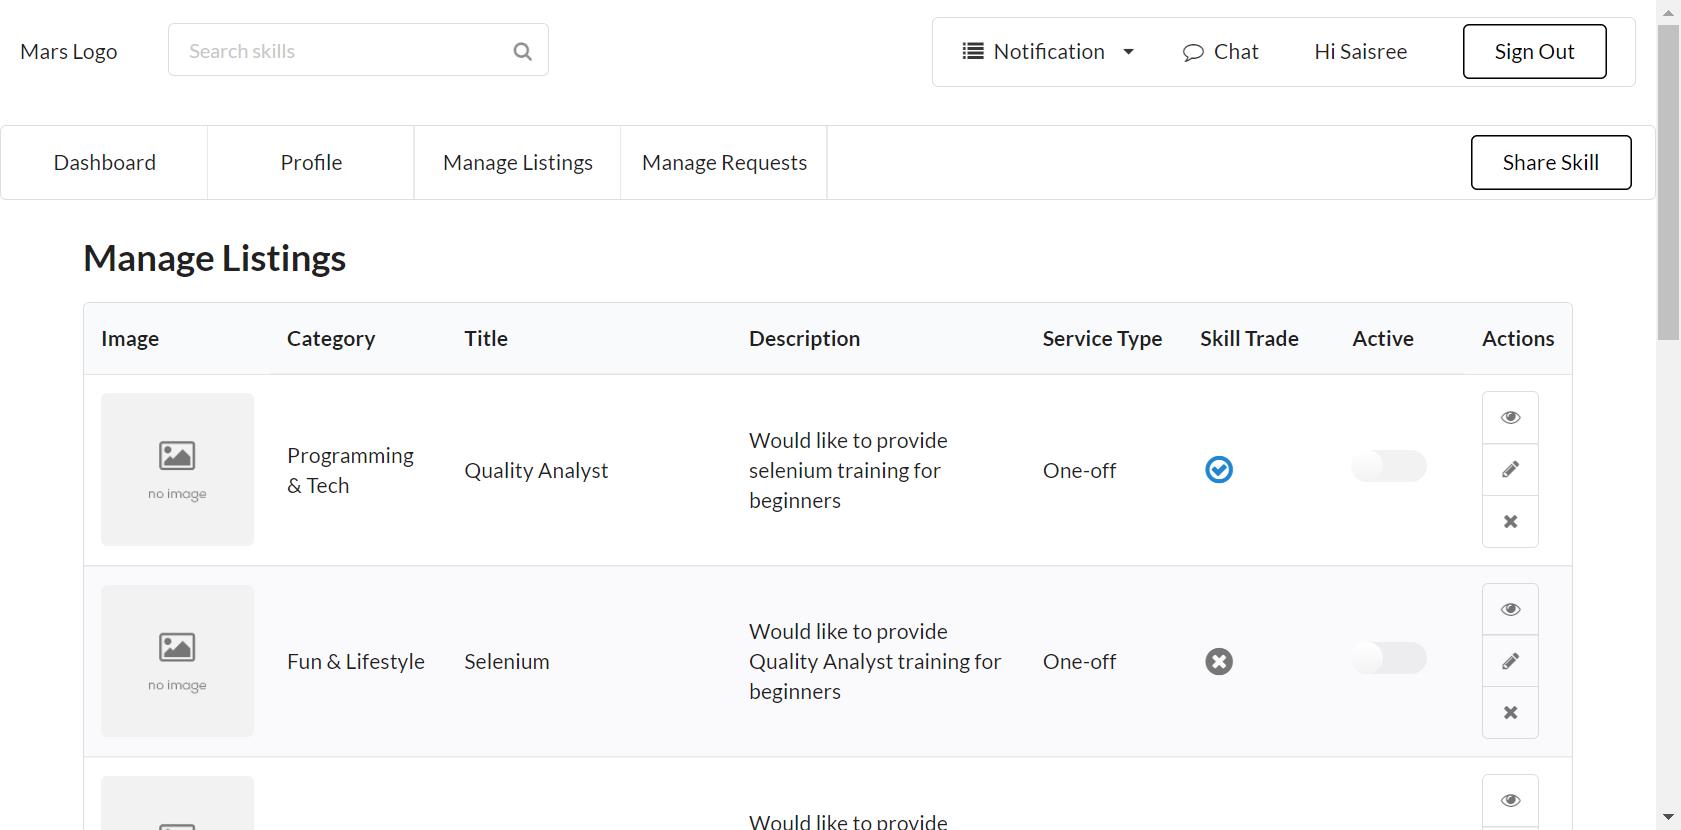 Mars Logo
Search skills
Notification
Chat
Hi Saisree
Sign Out
Dashboard
Profile
Manage Listings
Manage Requests
Share Skill
Manage Listings
Image
Category
Title
Description
Service Type
Skill Trade
Active
Actions
no image
Programming
& Tech
Quality Analyst
Would like to provide
selenium training for
beginners
One-off
no image
Fun & Lifestyle
Selenium
Would like to provide
Quality Analyst training for
beginners
One-off
Would like to provide